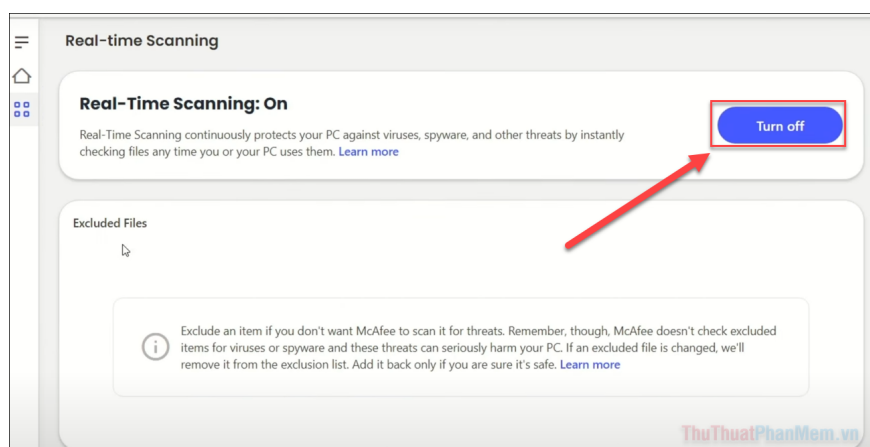 Real-time Scanning
Real-Time Scanning: On
Real-Time Scanning continuously protects your PC against viruses, spyware, and other threats by instantly
checking files any time you or your PC uses them. Learn more
Turn off
Excluded Files
Exclude an item if you don't want McAfee to scan it for threats. Remember, though, McAfee doesn't check excluded
items for viruses or spyware and these threats can seriously harm your PC. If an excluded file is changed, we'll
remove it from the exclusion list. Add it back only if you are sure it's safe. Learn more
ThuThuatPhanMem.vn